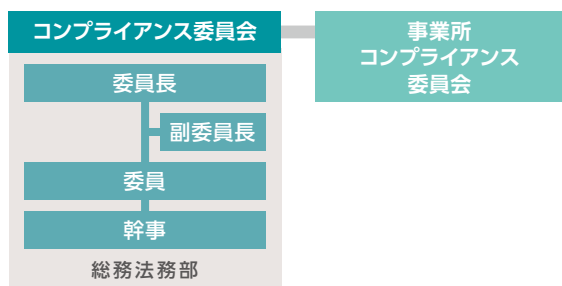 コンプライアンス委員会
委員長
副委員長
委員
幹事
総務法務部
事業所
コンプライアンス
委員会